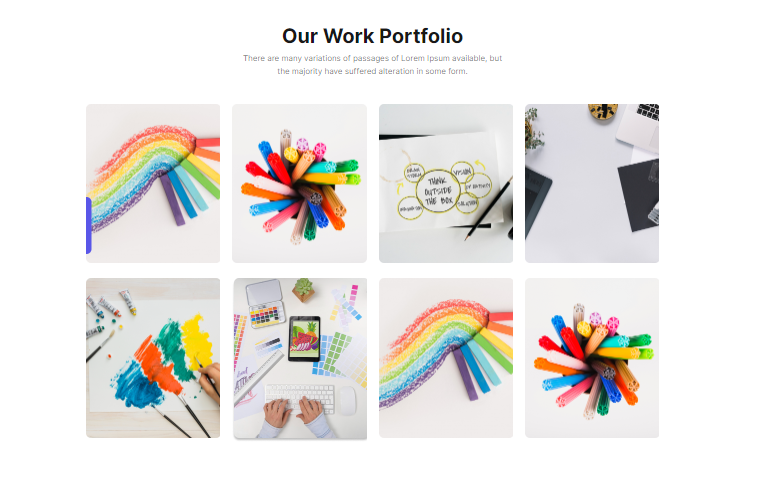 Our Work Portfolio
There are many variations of passages of Lorem Ipsum available, but
the majority have suffered alteration in some form.
THINK
OUTSIDE
THE BOX
VISION